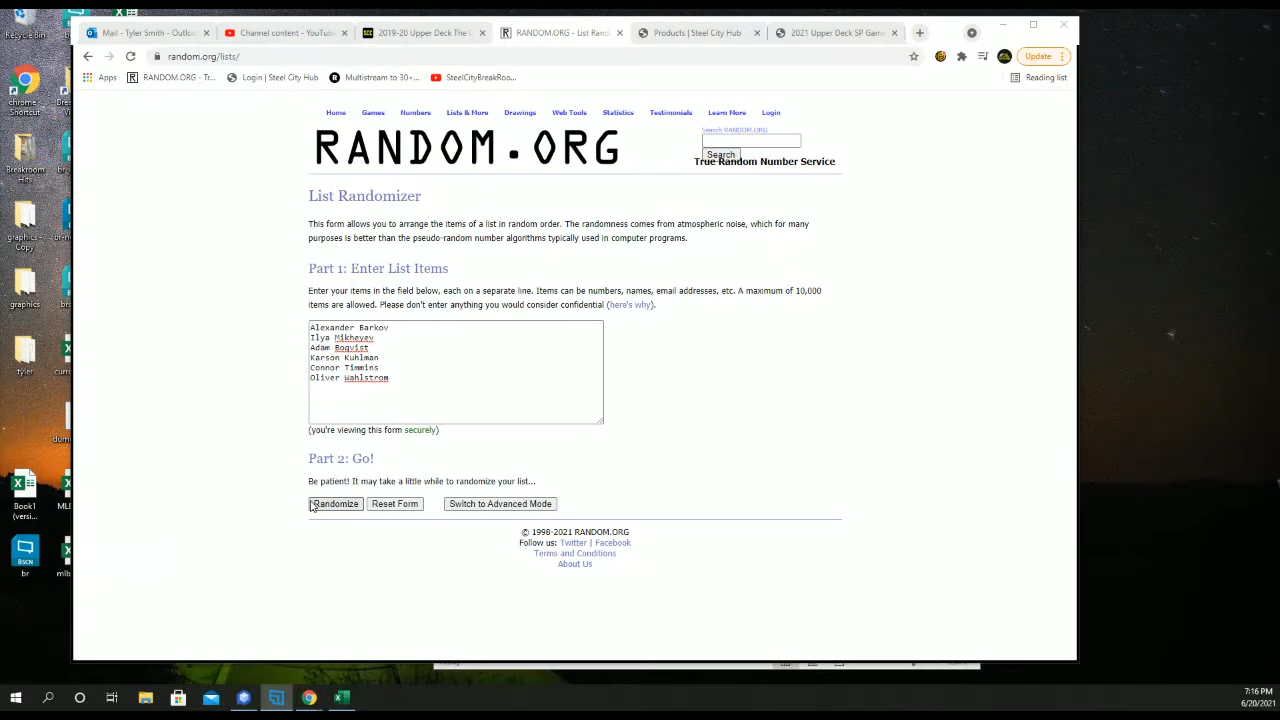 Mail - Tyler Smith - Outlo
Channel content - YouTub
2019-20 Upper Deck The C
RANDOM.ORG - List Rand
Products | Steel City Hub
2021 Upper Deck SP Game
random.org/lists/
Update
Apps
RANDOM.ORG - Tr...
Login | Steel City Hub
Multistream to 30+...
SteelCityBreakRoo...
Reading list
Home Games Numbers Lists & More Drawings Web Tools Statistics Testimonials Learn More Login
Search RANDOM.ORG
RANDOM.ORG
Search
True Random Number Service
List Randomizer
This form allows you to arrange the items of a list in random order. The randomness comes from atmospheric noise, which for many
purposes is better than the pseudo-random number algorithms typically used in computer programs.
Part 1: Enter List Items
Enter your items in the field below, each on a separate line. Items can be numbers, names, email addresses, etc. A maximum of 10,000
items are allowed. Please don't enter anything you would consider confidential (here's why).
Alexander Barkov
Ilya Mikheyev
Adam Boqvist
Karson Kuhlman
Connor Timmins
Oliver Wahlstrom
(you're viewing this form securely)
Part 2: Go!
Be patient! It may take a little while to randomize your list...
Randomize
Reset Form
Switch to Advanced Mode
© 1998-2021 RANDOM.ORG
Follow us: Twitter | Facebook
Terms and Conditions
About Us
Recycle Bin
chrome -
Shortcut
Breakroom
Hits
graphics -
Copy
graphics
tyler
Book1
(versi...
BSCN
br
7:16 PM
6/20/2021